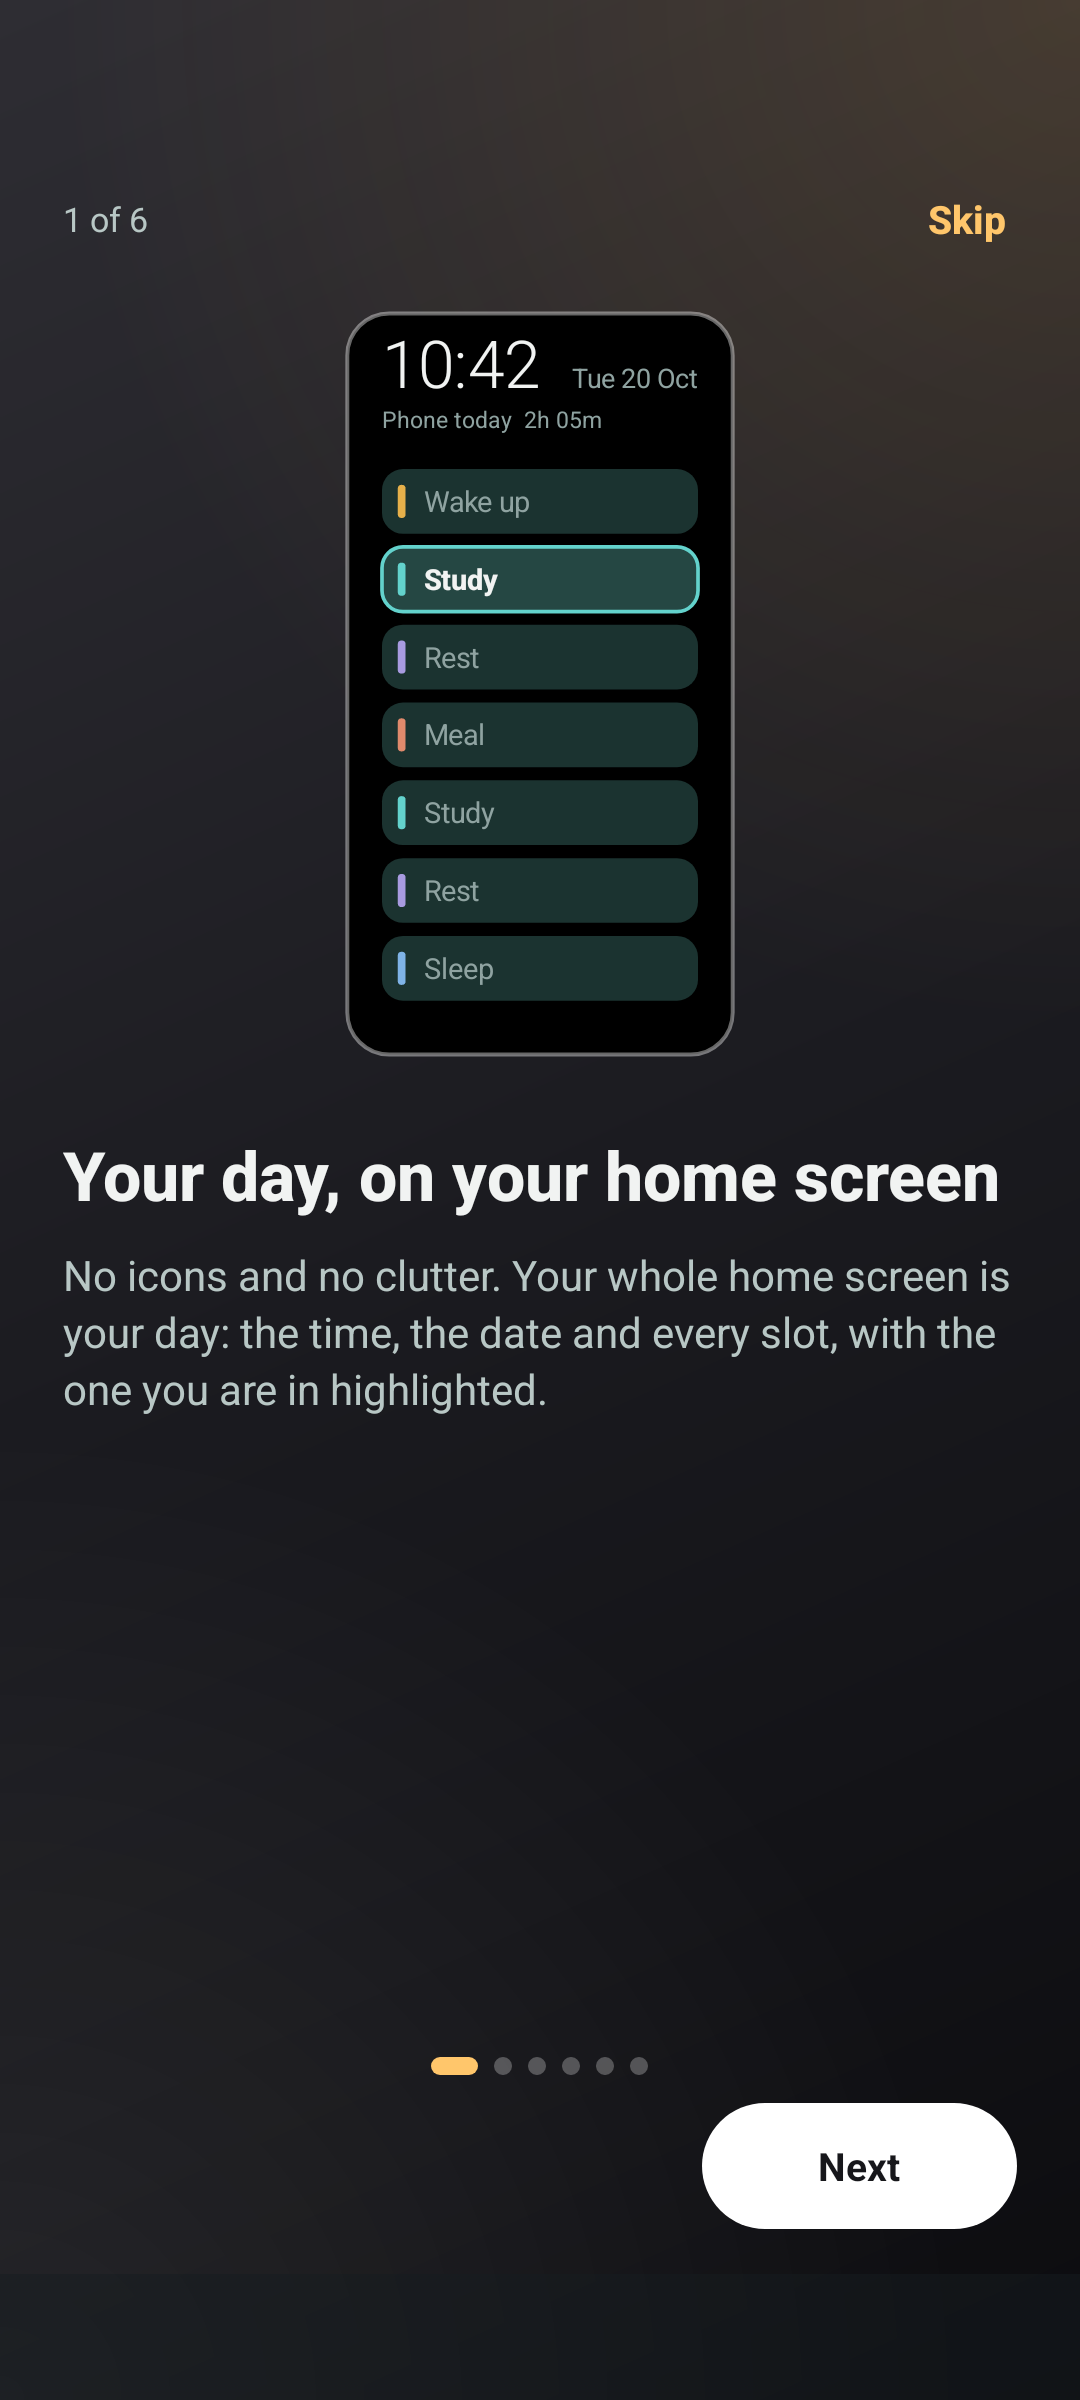 1 of 6
Skip
10:42
Tue 20 Oct
Phone today 2h 05m
Wake up
Study
Rest
Meal
Study
Rest
Sleep
Your day, on your home screen
No icons and no clutter. Your whole home screen is
your day: the time, the date and every slot, with the
one you are in highlighted.
Next